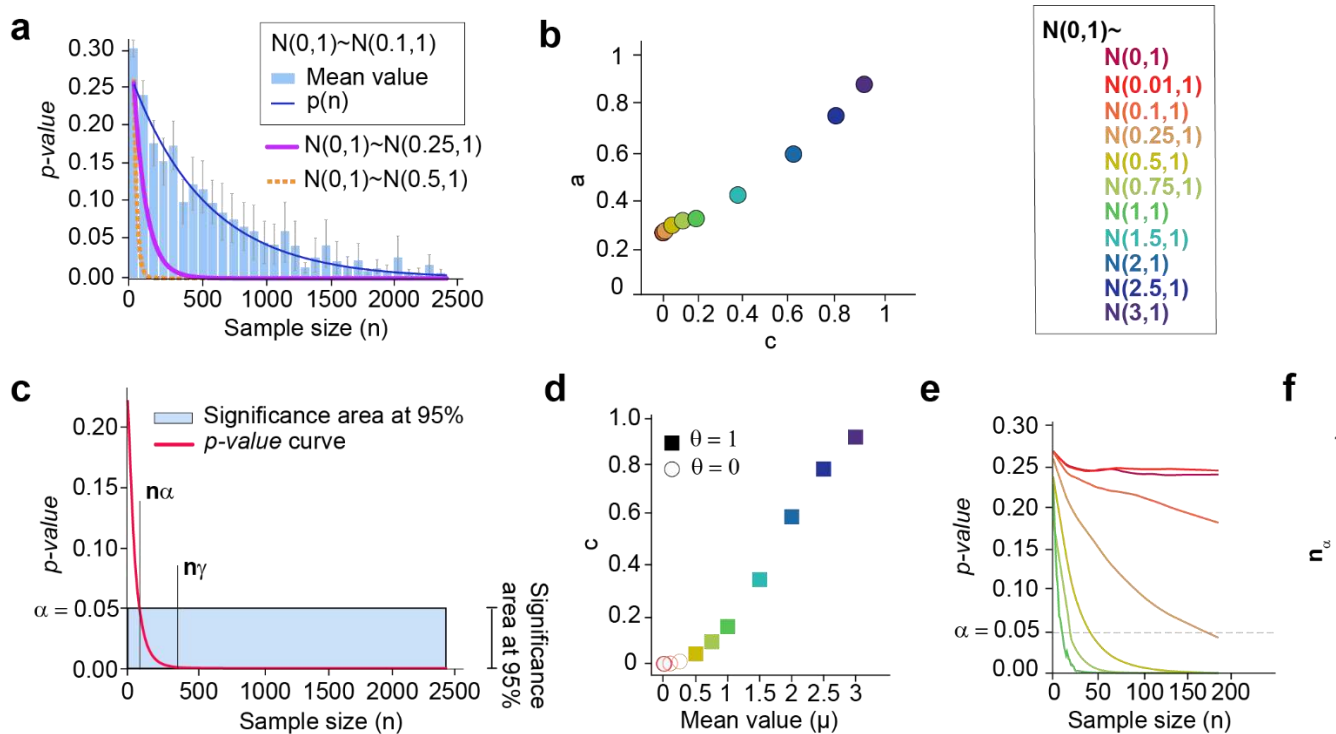 a
N(0,1)~N(0.1,1)
Mean value
p(n)
N(0,1)~N(0.25,1)
N(0,1)~N(0.5,1)
p-value
0.30
0.25
0.20
0.15
0.10
0.05
0.00
0 500 1000 1500 2000 2500
Sample size (n)
b
a
1
0.8
0.6
0.4
0.2
0
0 0.2 0.4 0.6 0.8 1
c
N(0,1)~
N(0,1)
N(0.01,1)
N(0.1,1)
N(0.25,1)
N(0.5,1)
N(0.75,1)
N(1,1)
N(1.5,1)
N(2,1)
N(2.5,1)
N(3,1)
c
Significance area at 95%
p-value curve
p-value
0.20
0.15
0.10
α = 0.05
0.00
nα
nγ
0 500 1000 1500 2000 2500
Sample size (n)
Significance
area at 95%
d
θ = 1
θ = 0
c
1.0
0.8
0.6
0.4
0.2
0
0 0.5 1 1.5 2 2.5 3
Mean value (μ)
e
p-value
0.30
0.25
0.20
0.15
0.10
α = 0.05
0.00
0 50 100 150 200
Sample size (n)
f
nα